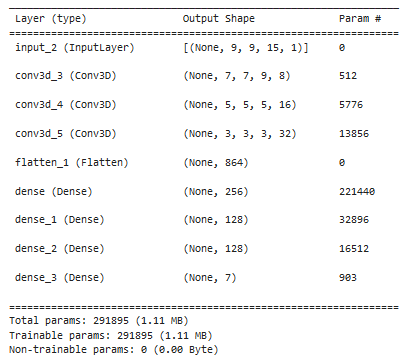 Layer (type) Output Shape Param #
input_2 (InputLayer) [(None, 9, 9, 15, 1)] 0
conv3d_3 (Conv3D) (None, 7, 7, 9, 8) 512
conv3d_4 (Conv3D) (None, 5, 5, 5, 16) 5776
conv3d_5 (Conv3D) (None, 3, 3, 3, 32) 13856
flatten_1 (Flatten) (None, 864) 0
dense (Dense) (None, 256) 221440
dense_1 (Dense) (None, 128) 32896
dense_2 (Dense) (None, 128) 16512
dense_3 (Dense) (None, 7) 903
Total params: 291895 (1.11 MB)
Trainable params: 291895 (1.11 MB)
Non-trainable params: 0 (0.00 Byte)